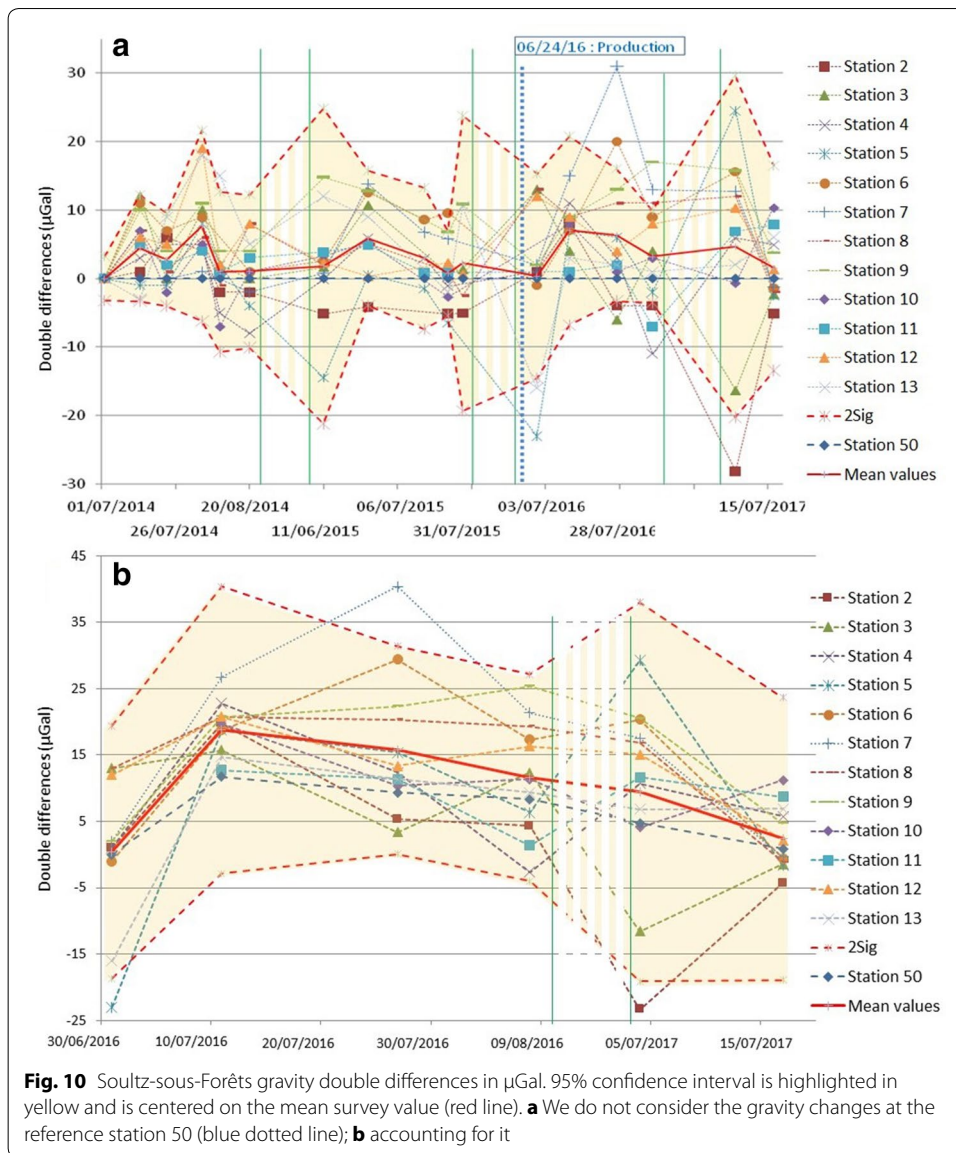 a
06/24/16 : Production
Double differences (µGal)
30
20
10
0
-10
-20
-30
01/07/2014
20/08/2014
06/07/2015
03/07/2016
15/07/2017
26/07/2014
11/06/2015
31/07/2015
28/07/2016
Station 2
Station 3
Station 4
Station 5
Station 6
Station 7
Station 8
Station 9
Station 10
Station 11
Station 12
Station 13
2Sig
Station 50
Mean values
b
Double differences (µGal)
45
35
25
15
5
-5
-15
-25
30/06/2016
10/07/2016
20/07/2016
30/07/2016
09/08/2016
05/07/2017
15/07/2017
Station 2
Station 3
Station 4
Station 5
Station 6
Station 7
Station 8
Station 9
Station 10
Station 11
Station 12
Station 13
2Sig
Station 50
Mean values
Fig. 10 Soultz-sous-Forêts gravity double differences in µGal. 95% confidence interval is highlighted in
yellow and is centered on the mean survey value (red line). a We do not consider the gravity changes at the
reference station 50 (blue dotted line); b accounting for it